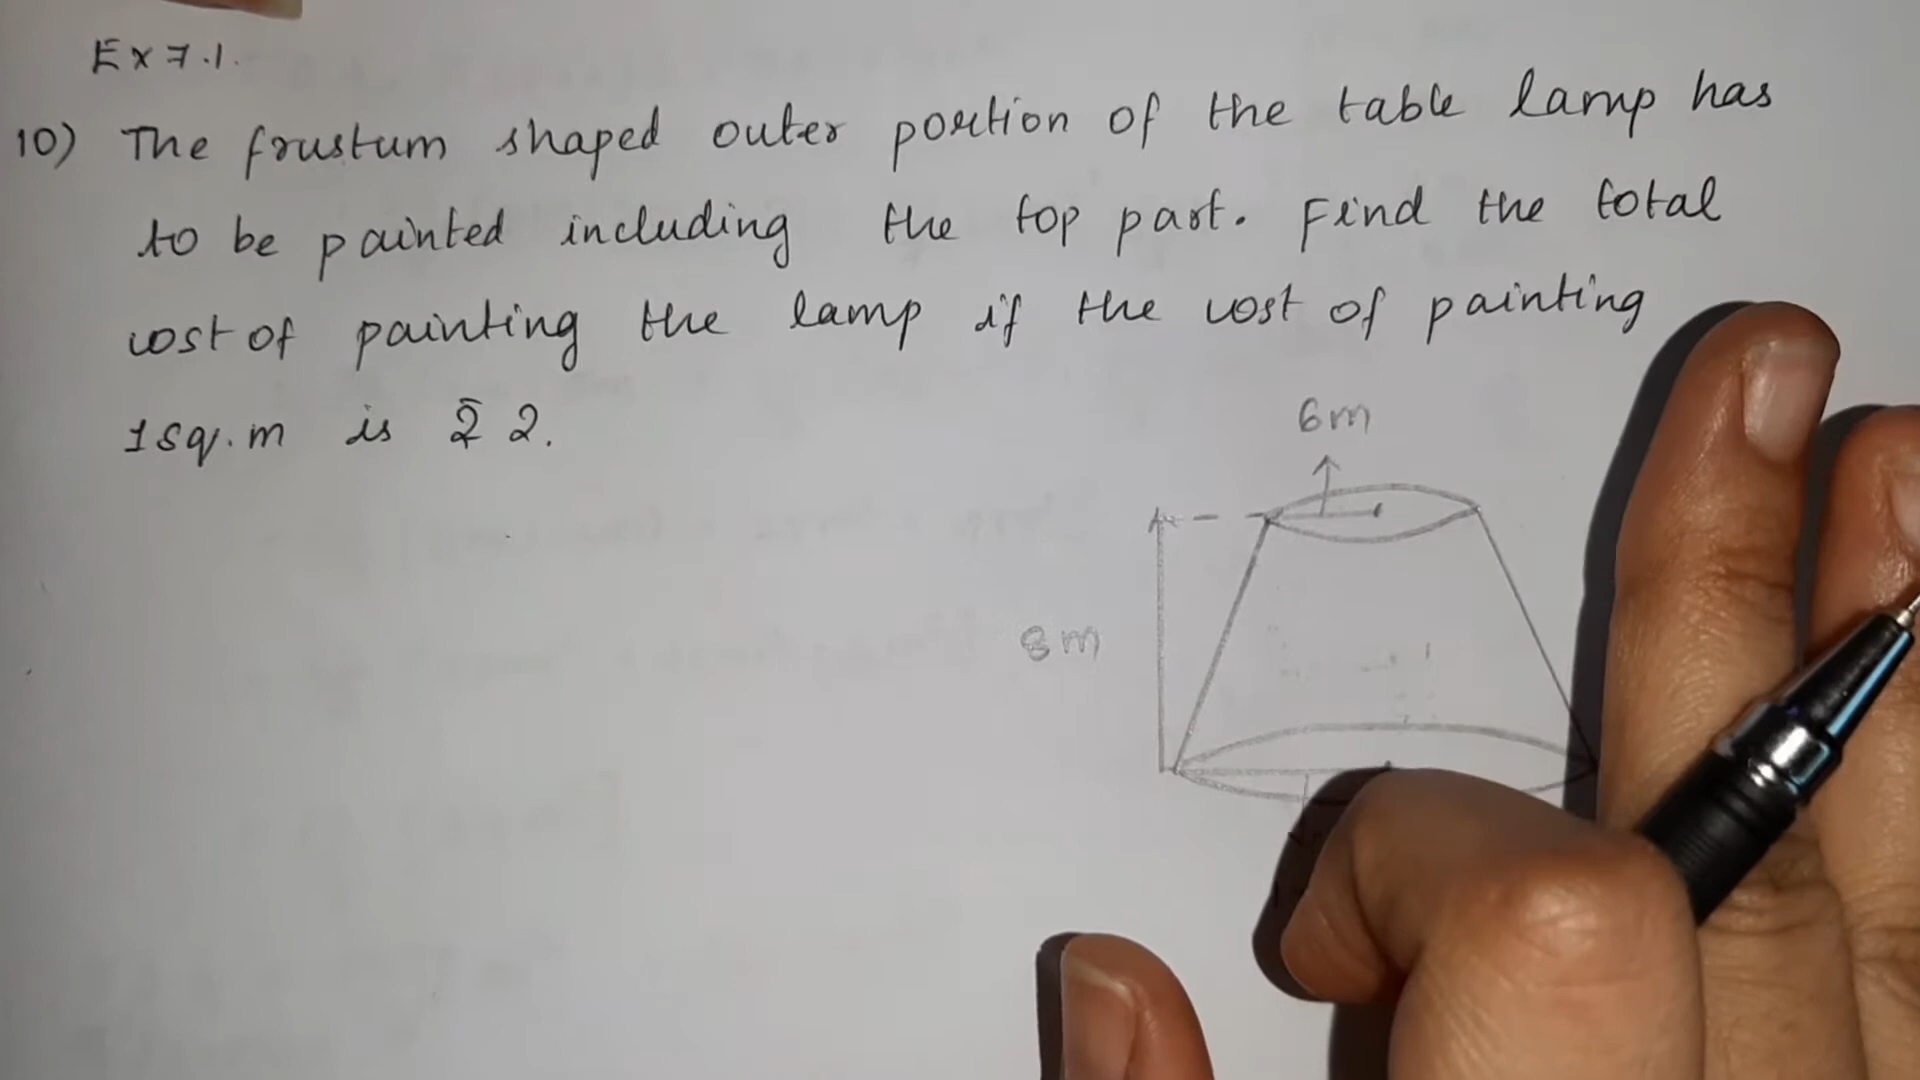 Ex 7.1.
10) The frustum shaped outer portion of the table lamp has
to be painted including the top part. Find the total
cost of painting the lamp if the cost of painting
1sq.m is ₹ 2.
6m
8m